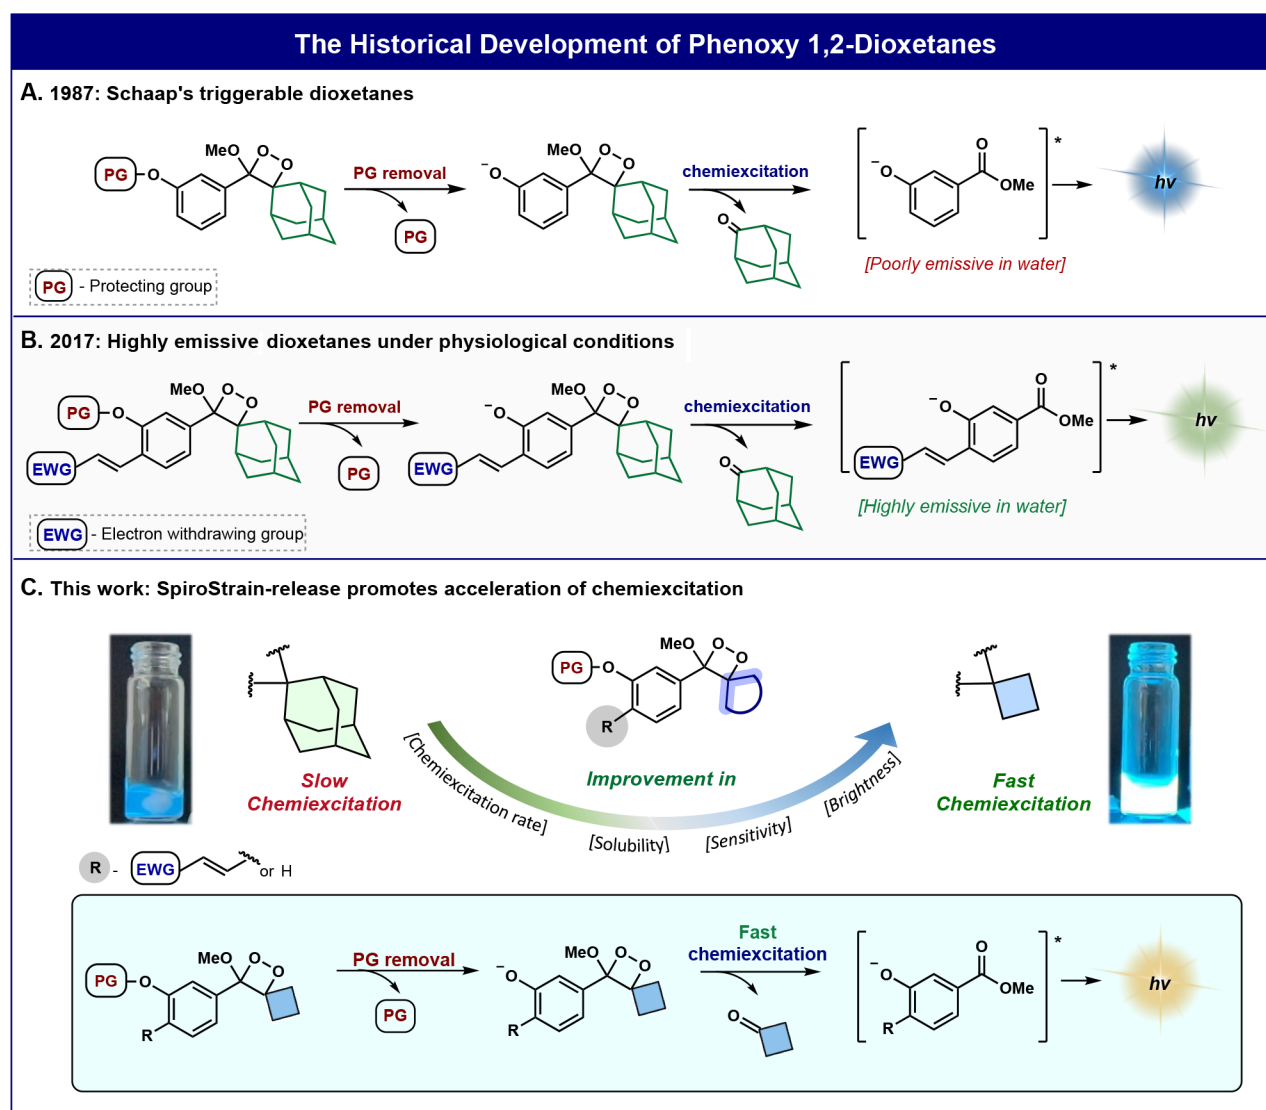 The Historical Development of Phenoxy 1,2-Dioxetanes
A. 1987: Schaap's triggerable dioxetanes
PG
O
MeO
O
O
PG removal
PG
−
O
MeO
O
O
chemiexcitation
O
−
O
O
OMe
*
hv
[Poorly emissive in water]
PG - Protecting group
B. 2017: Highly emissive dioxetanes under physiological conditions
PG
O
MeO
O
O
EWG
PG removal
PG
−
O
MeO
O
O
EWG
chemiexcitation
O
−
O
O
OMe
EWG
*
hv
[Highly emissive in water]
EWG - Electron withdrawing group
C. This work: SpiroStrain-release promotes acceleration of chemiexcitation
PG
O
MeO
O
O
R
Slow
Chemiexcitation
Improvement in
Fast
Chemiexcitation
[Chemiexcitation rate]
[Solubility]
[Sensitivity]
[Brightness]
R - EWG or H
PG
O
MeO
O
O
R
PG removal
PG
−
O
MeO
O
O
R
Fast
chemiexcitation
O
−
O
O
OMe
R
*
hv